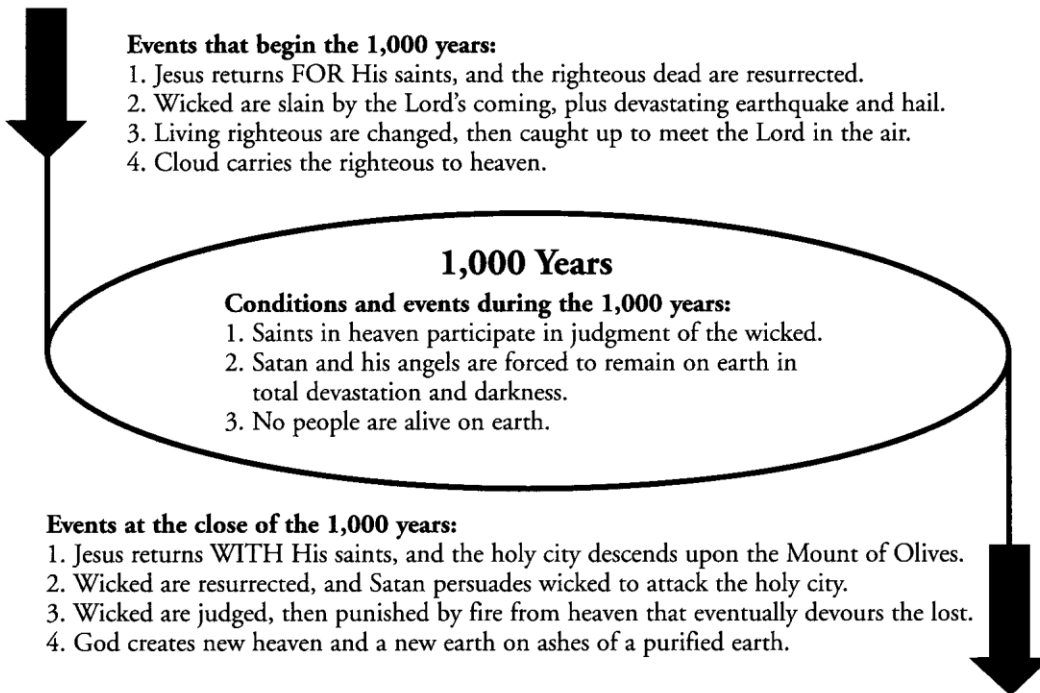 Events that begin the 1,000 years:
1. Jesus returns FOR His saints, and the righteous dead are resurrected.
2. Wicked are slain by the Lord's coming, plus devastating earthquake and hail.
3. Living righteous are changed, then caught up to meet the Lord in the air.
4. Cloud carries the righteous to heaven.
1,000 Years
Conditions and events during the 1,000 years:
1. Saints in heaven participate in judgment of the wicked.
2. Satan and his angels are forced to remain on earth in
total devastation and darkness.
3. No people are alive on earth.
Events at the close of the 1,000 years:
1. Jesus returns WITH His saints, and the holy city descends upon the Mount of Olives.
2. Wicked are resurrected, and Satan persuades wicked to attack the holy city.
3. Wicked are judged, then punished by fire from heaven that eventually devours the lost.
4. God creates new heaven and a new earth on ashes of a purified earth.